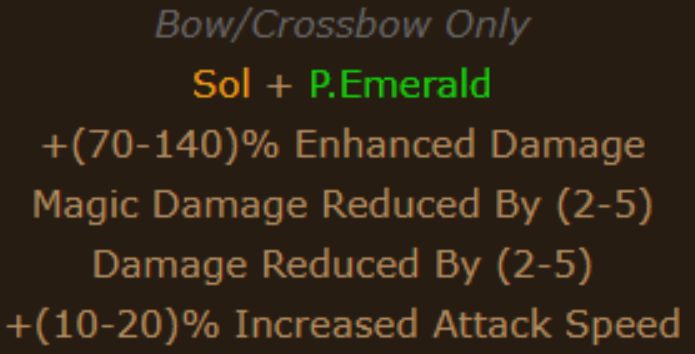 Bow/Crossbow Only
Sol + P.Emerald
+(70-140)% Enhanced Damage
Magic Damage Reduced By (2-5)
Damage Reduced By (2-5)
+(10-20)% Increased Attack Speed